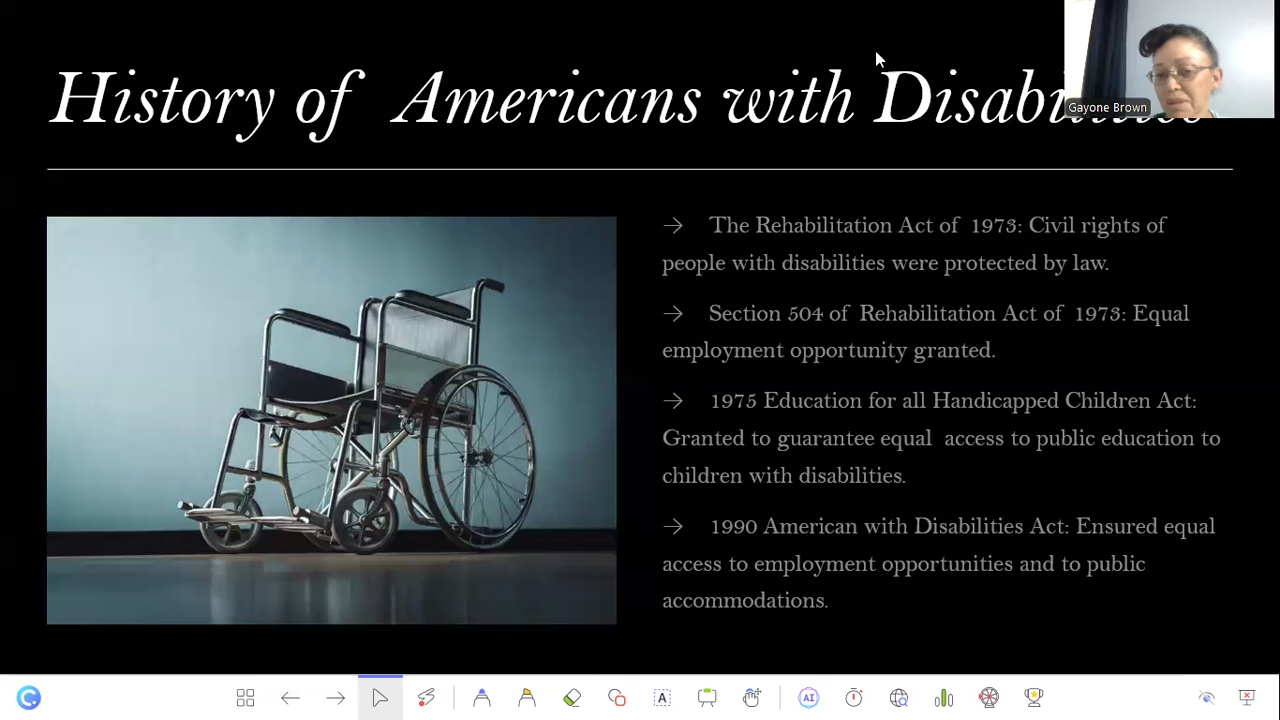 History of Americans with
Gayone Brown
→ The Rehabilitation Act of 1973: Civil rights of
people with disabilities were protected by law.
→ Section 504 of Rehabilitation Act of 1973: Equal
employment opportunity granted.
→ 1975 Education for all Handicapped Children Act:
Granted to guarantee equal access to public education to
children with disabilities.
→ 1990 American with Disabilities Act: Ensured equal
access to employment opportunities and to public
accommodations.
A AI